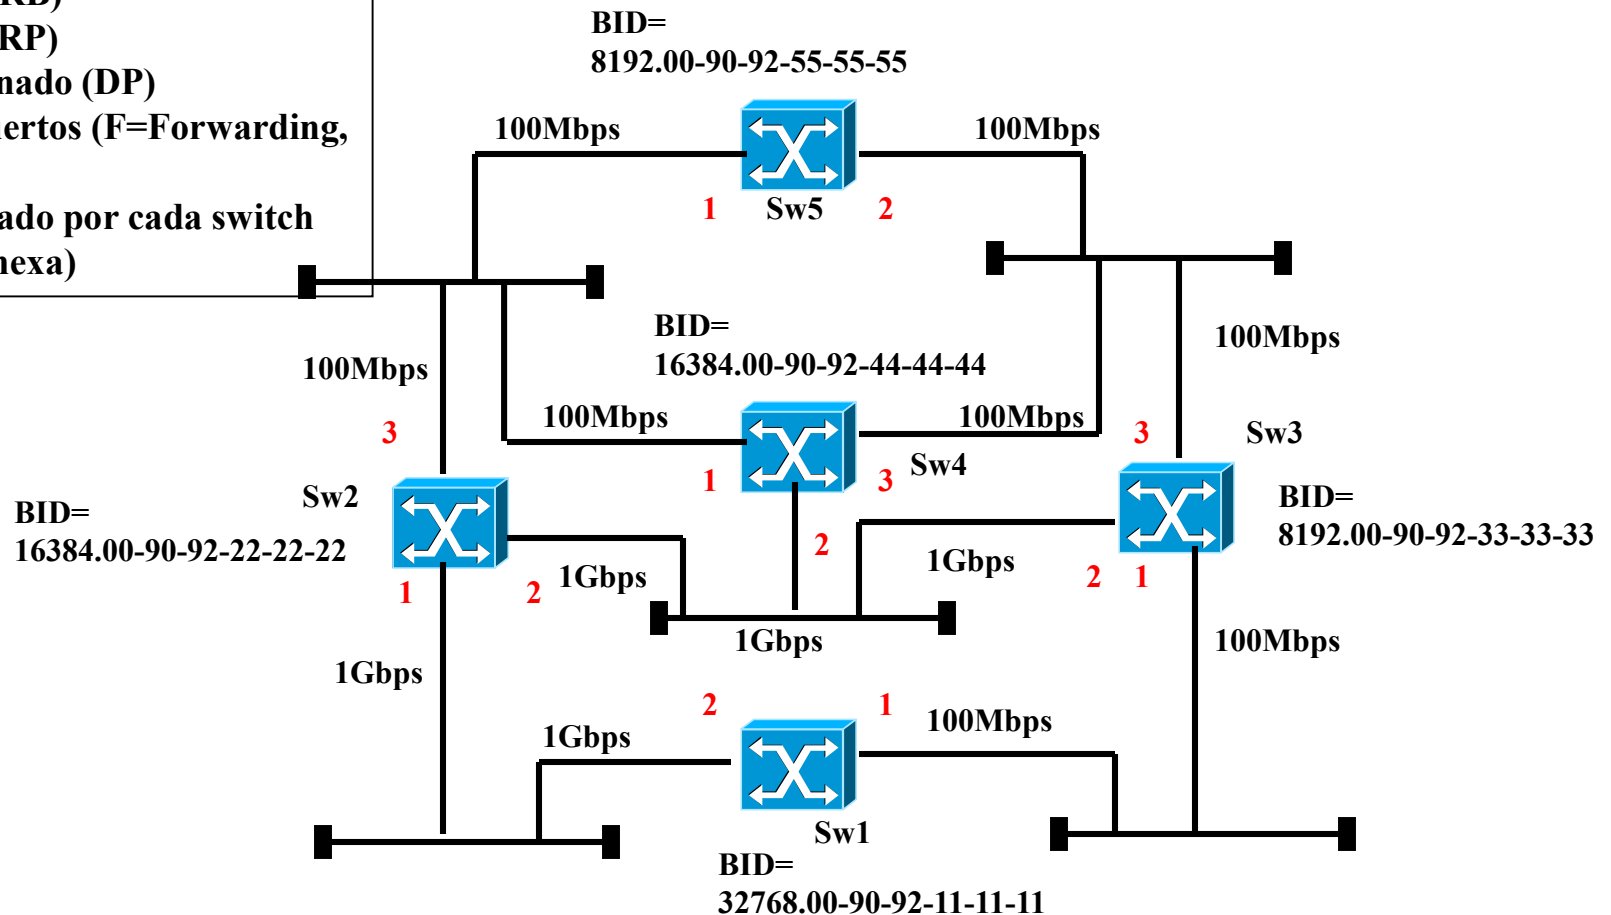 RB)
RP)
nado (DP)
uertos (F=Forwarding,
ado por cada switch
nexa)
BID=
8192.00-90-92-55-55-55
100Mbps
100Mbps
1
Sw5
2
BID=
16384.00-90-92-44-44-44
100Mbps
100Mbps
100Mbps
100Mbps
3
3
Sw3
1
3
Sw4
Sw2
BID=
16384.00-90-92-22-22-22
BID=
8192.00-90-92-33-33-33
2
1Gbps
1Gbps
1
2
2
1
1Gbps
100Mbps
1Gbps
2
1
1Gbps
100Mbps
Sw1
BID=
32768.00-90-92-11-11-11